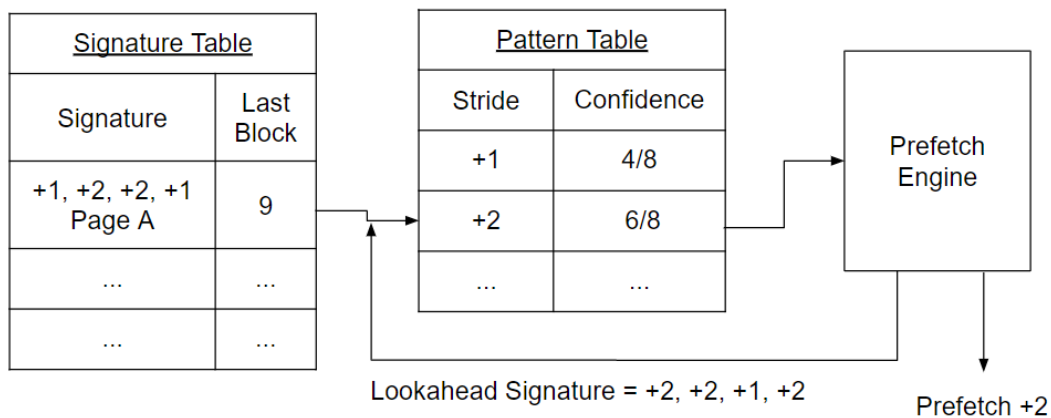 Signature Table
Signature
Last
Block
+1, +2, +2, +1
Page A
9
...
...
...
...
Pattern Table
Stride
Confidence
+1
4/8
+2
6/8
...
...
Prefetch
Engine
Lookahead Signature = +2, +2, +1, +2
Prefetch +2